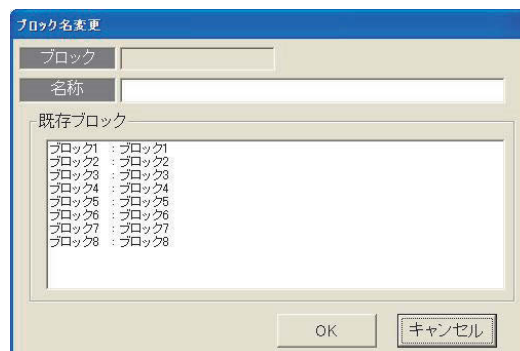 ブロック名変更
ブロック
名称
既存ブロック
ブロック1 : ブロック1
ブロック2 : ブロック2
ブロック3 : ブロック3
ブロック4 : ブロック4
ブロック5 : ブロック5
ブロック6 : ブロック6
ブロック7 : ブロック7
ブロック8 : ブロック8
OK キャンセル